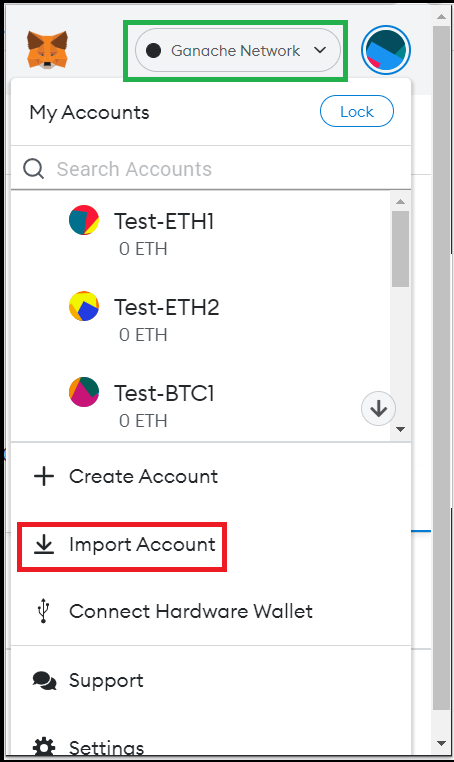 Ganache Network
My Accounts
Lock
Search Accounts
Test-ETH1
0 ETH
Test-ETH2
0 ETH
Test-BTC1
0 ETH
Create Account
Import Account
Connect Hardware Wallet
Support
Settings